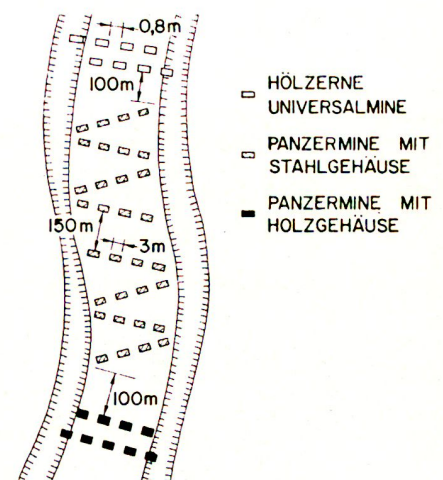 0,8m
100m
150m
3m
100m
HÖLZERNE
UNIVERSALMINE
PANZERMINE MIT
STAHLGEHÄUSE
PANZERMINE MIT
HOLZGEHÄUSE